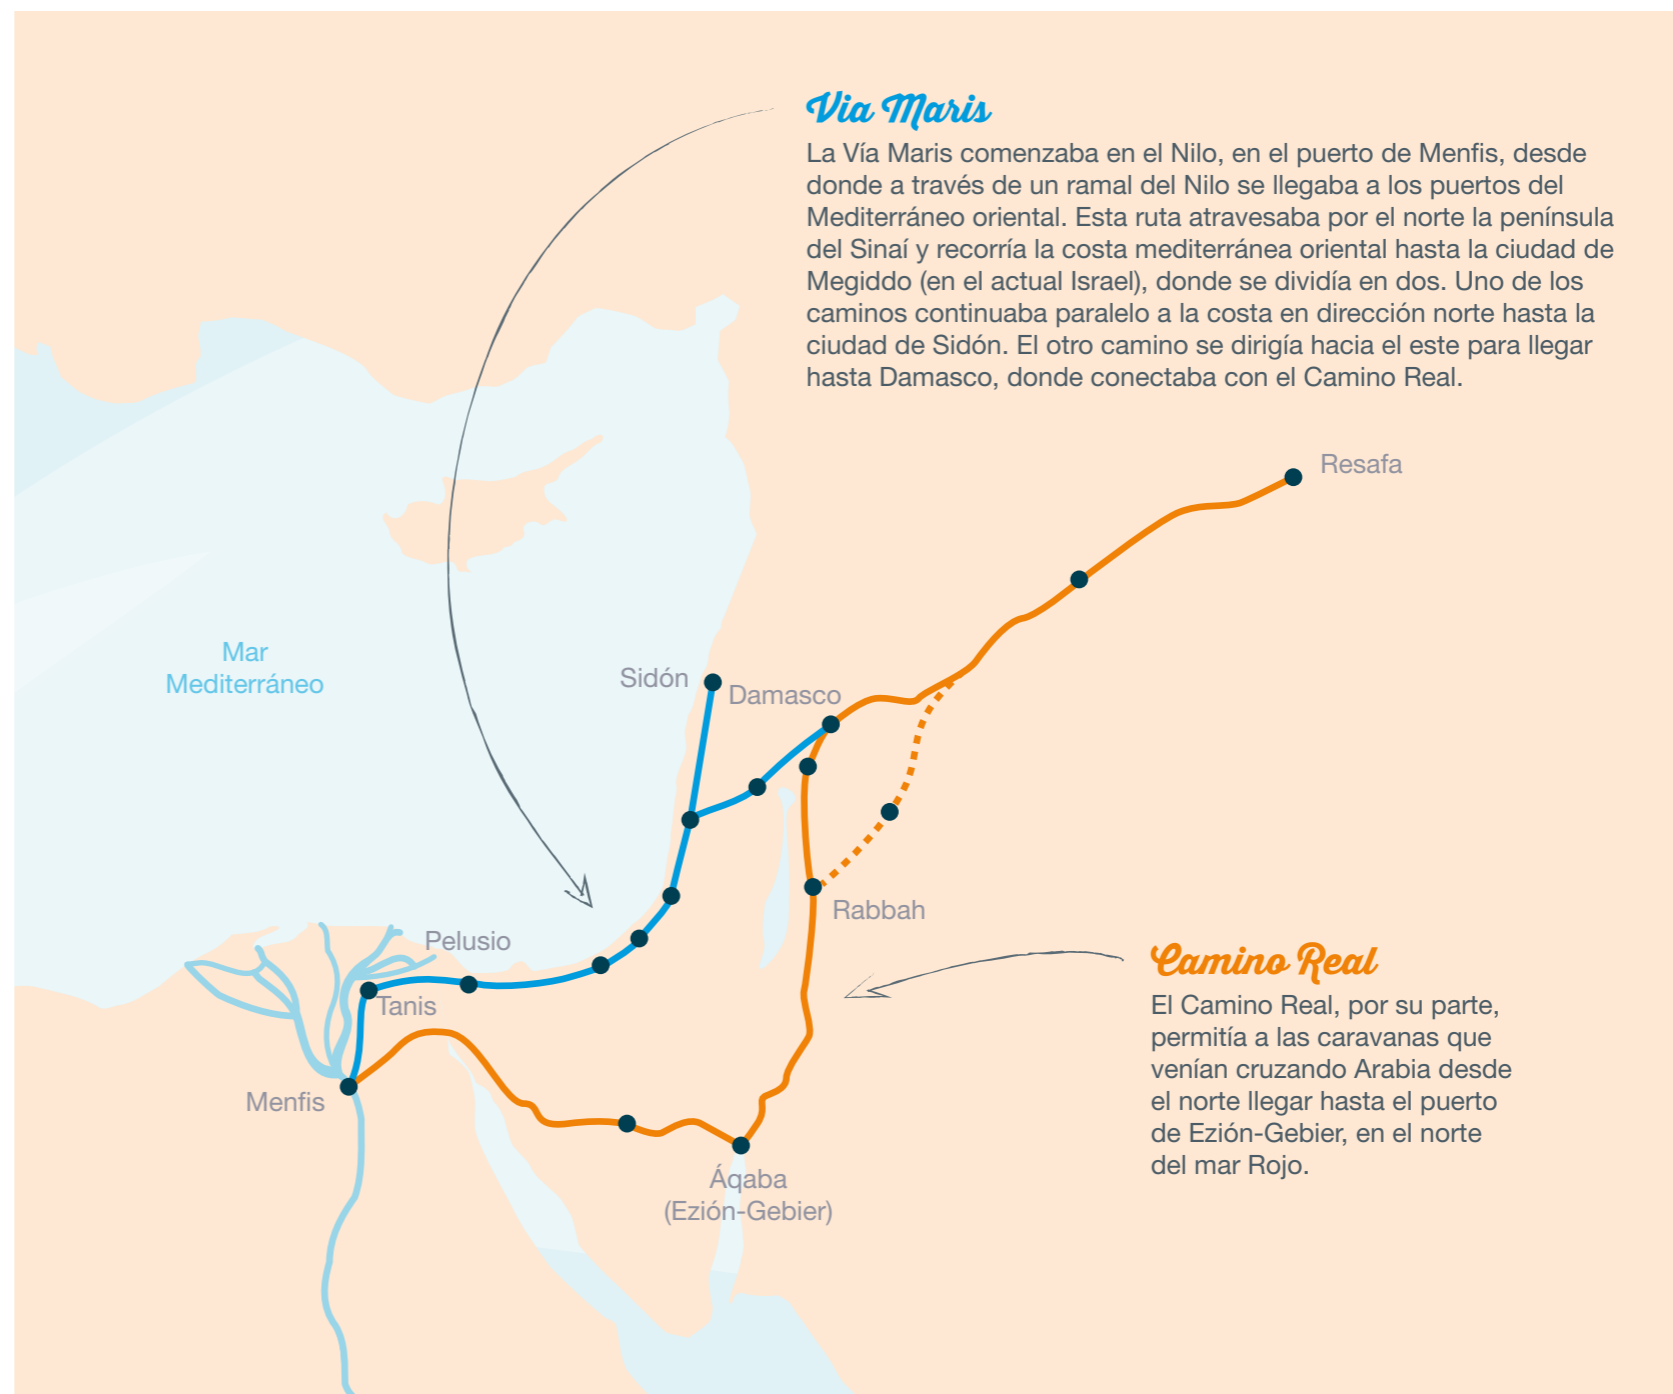 Via Maris
La Vía Maris comenzaba en el Nilo, en el puerto de Menfis, desde
donde a través de un ramal del Nilo se llegaba a los puertos del
Mediterráneo oriental. Esta ruta atravesaba por el norte la península
del Sinaí y recorría la costa mediterránea oriental hasta la ciudad de
Megiddo (en el actual Israel), donde se dividía en dos. Uno de los
caminos continuaba paralelo a la costa en dirección norte hasta la
ciudad de Sidón. El otro camino se dirigía hacia el este para llegar
hasta Damasco, donde conectaba con el Camino Real.
Resafa
Mar
Mediterráneo
Sidón
Damasco
Rabbah
Pelusio
Tanis
Menfis
Áqaba
(Ezión-Gebier)
Camino Real
El Camino Real, por su parte,
permitía a las caravanas que
venían cruzando Arabia desde
el norte llegar hasta el puerto
de Ezión-Gebier, en el norte
del mar Rojo.